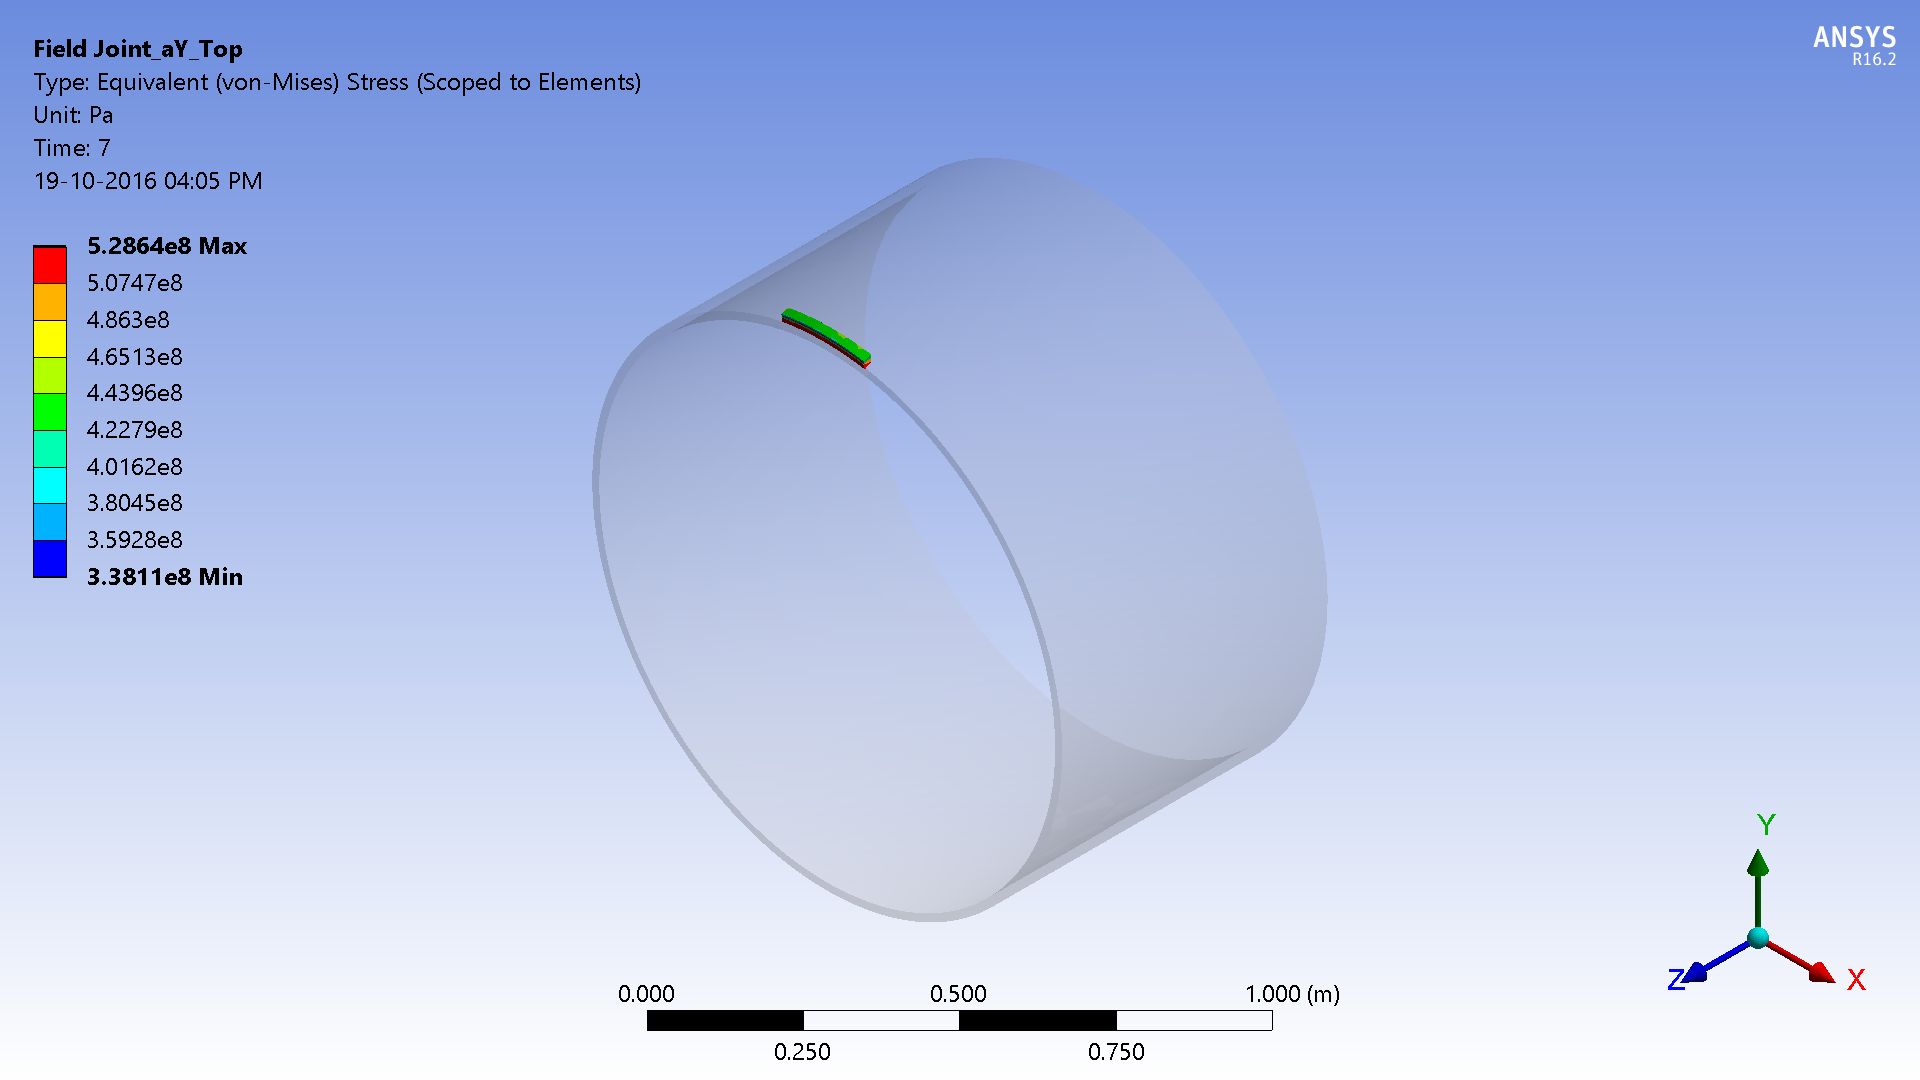 Field Joint_aY_Top
Type: Equivalent (von-Mises) Stress (Scoped to Elements)
Unit: Pa
Time: 7
19-10-2016 04:05 PM
ANSYS
R16.2
5.2864e8 Max
5.0747e8
4.863e8
4.6513e8
4.4396e8
4.2279e8
4.0162e8
3.8045e8
3.5928e8
3.3811e8 Min
Y
Z
X
0.000
0.500
1.000 (m)
0.250
0.750